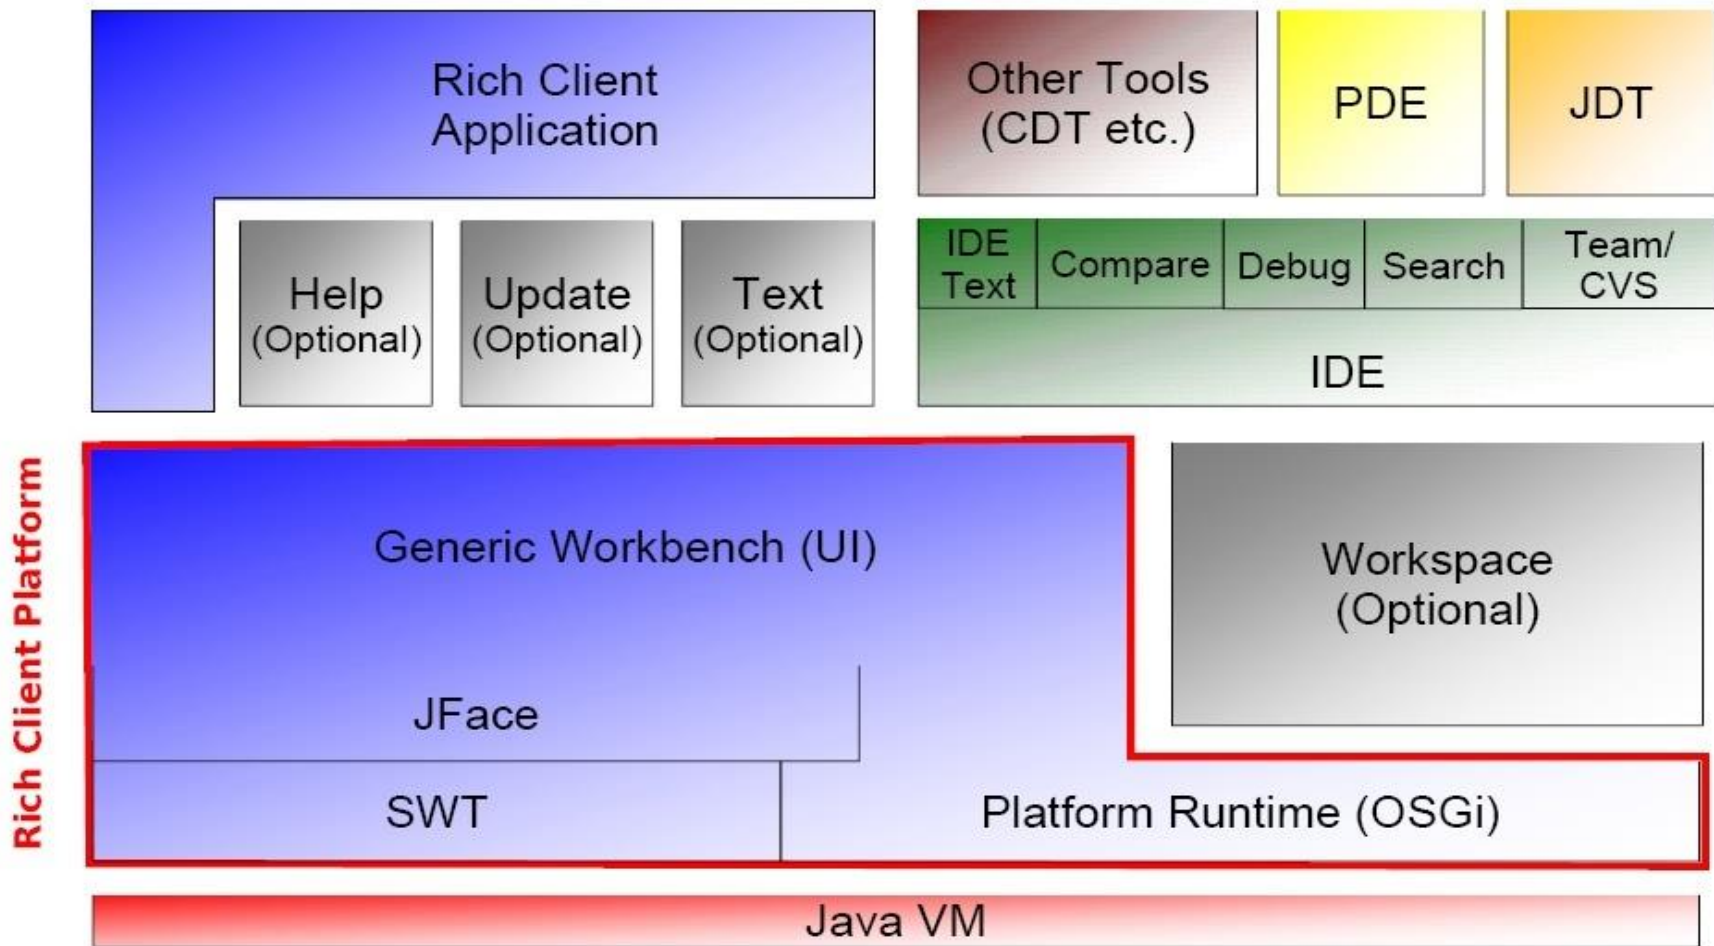 Rich Client
Application
Other Tools
(CDT etc.)
PDE
JDT
Help
(Optional)
Update
(Optional)
Text
(Optional)
IDE
Text
Compare
Debug
Search
Team/
CVS
IDE
Rich Client Platform
Generic Workbench (UI)
Workspace
(Optional)
JFace
SWT
Platform Runtime (OSGi)
Java VM